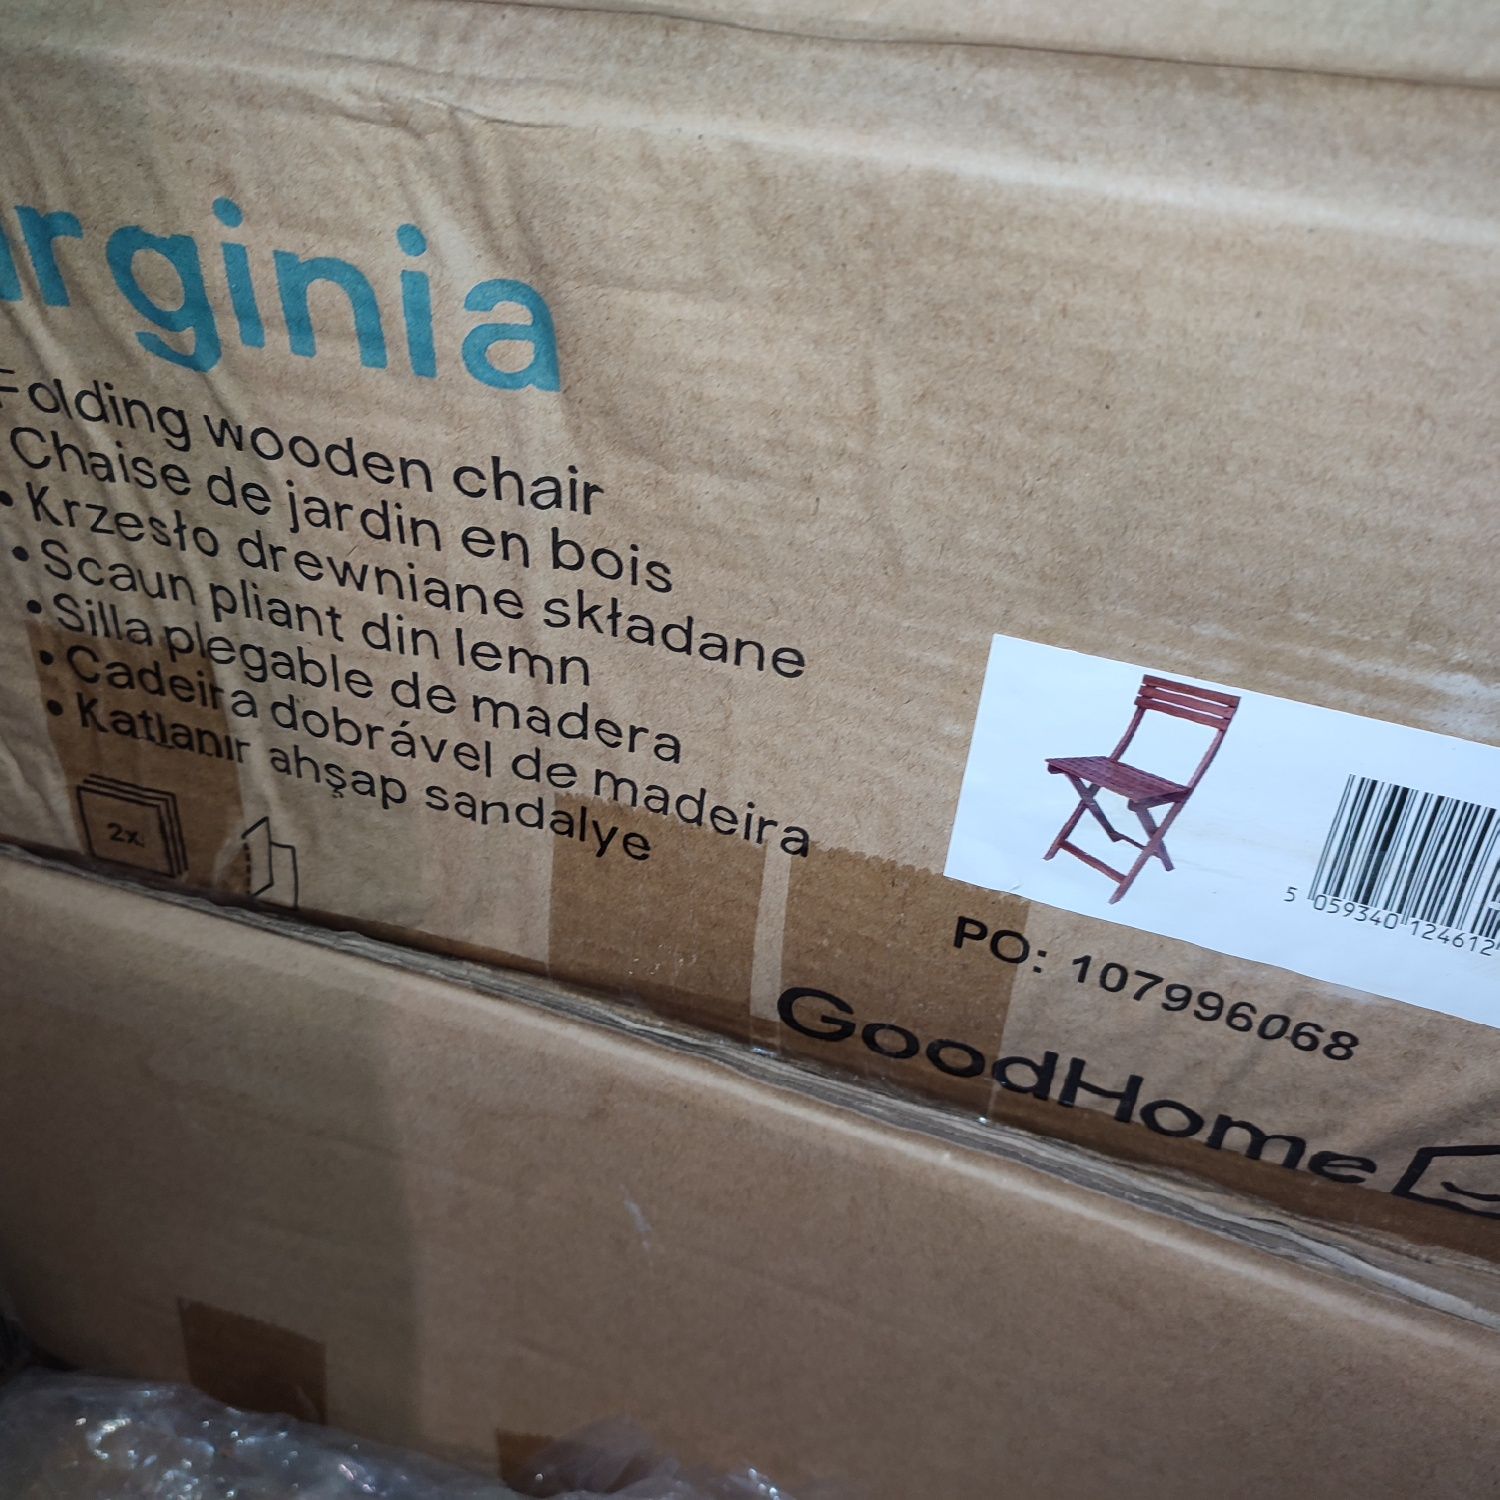 irginia
Folding wooden chair
Chaise de jardin en bois
• Krzesło drewniane składane
• Scaun pliant din lemn
• Silla plegable de madera
• Cadeira dobrável de madeira
• Katlanır ahşap sandalye
2x
5 059340 124612
PO: 107996068
GoodHome